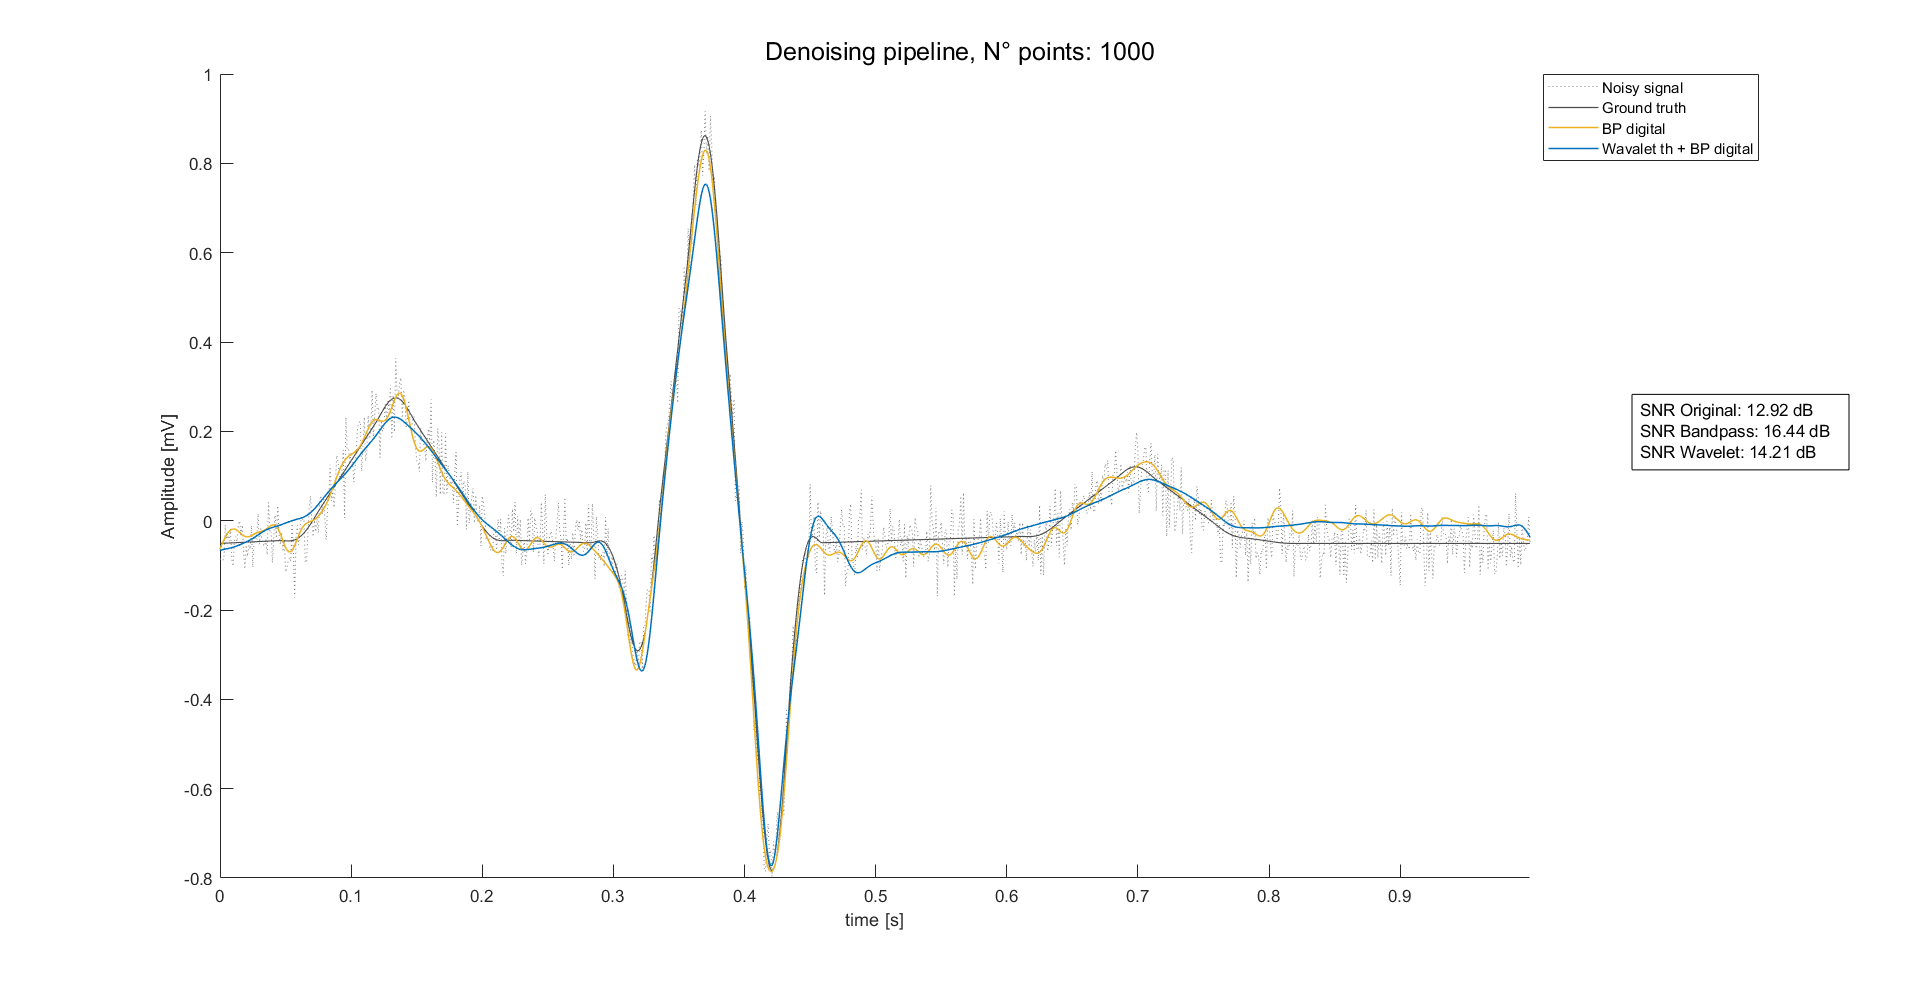 Denoising pipeline, N° points: 1000
Noisy signal
Ground truth
BP digital
Wavalet th + BP digital
1
0.8
0.6
0.4
0.2
0
-0.2
-0.4
-0.6
-0.8
Amplitude [mV]
SNR Original: 12.92 dB
SNR Bandpass: 16.44 dB
SNR Wavelet: 14.21 dB
0 0.1 0.2 0.3 0.4 0.5 0.6 0.7 0.8 0.9
time [s]